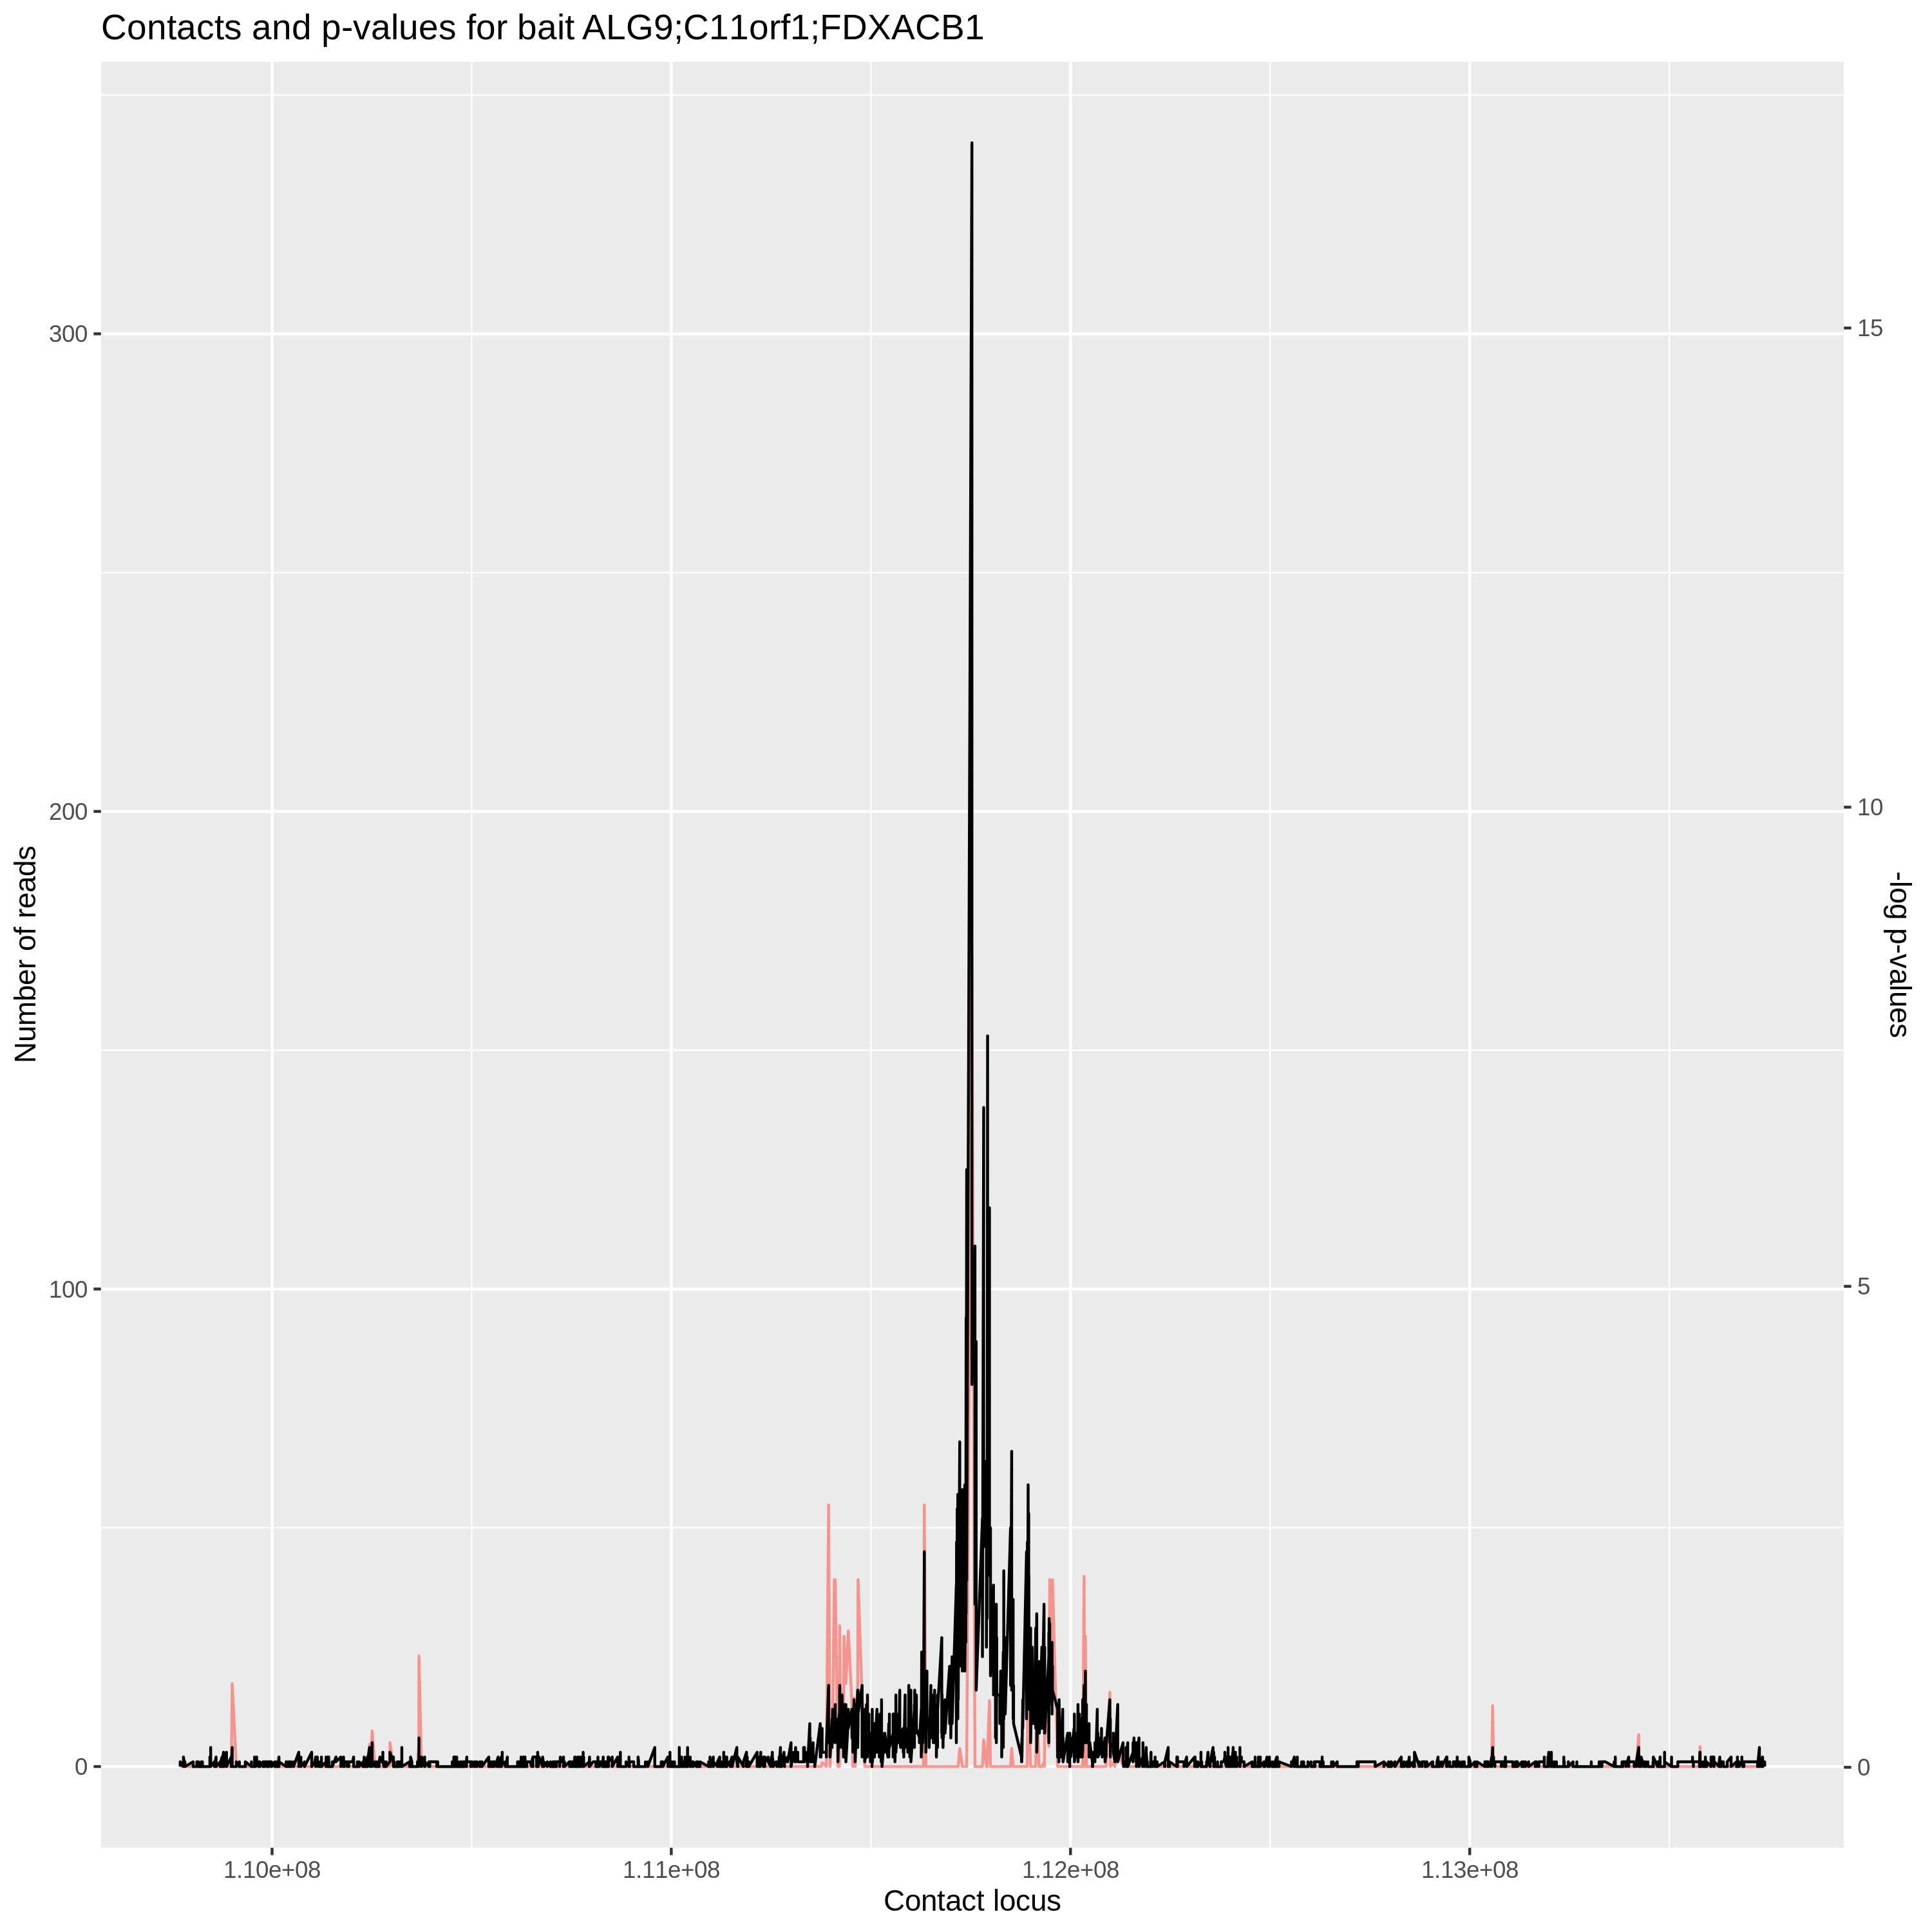 Contacts and p-values for bait ALG9;C11orf1;FDXACB1
300
200
100
0
Number of reads
15
10
5
0
-log p-values
1.10e+08 1.11e+08 1.12e+08 1.13e+08
Contact locus